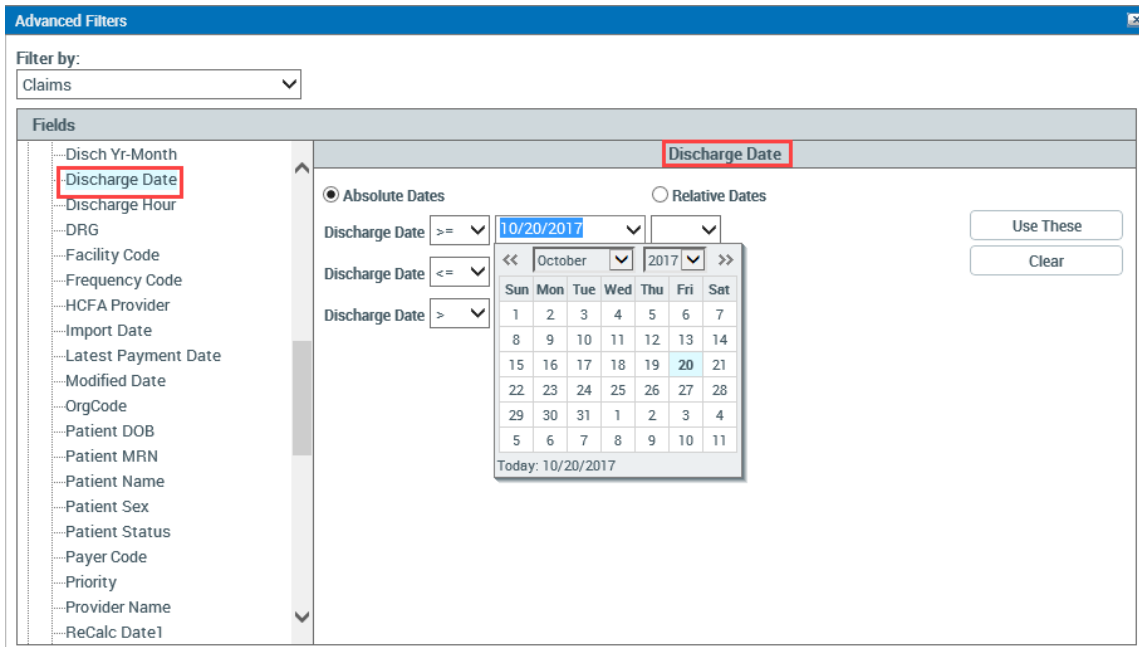 Advanced Filters
Filter by:
Claims
Fields
Disch Yr-Month
Discharge Date
Discharge Hour
DRG
Facility Code
Frequency Code
HCFA Provider
Import Date
Latest Payment Date
Modified Date
OrgCode
Patient DOB
Patient MRN
Patient Name
Patient Sex
Patient Status
Payer Code
Priority
Provider Name
ReCalc Date1
Discharge Date
Absolute Dates Relative Dates
Discharge Date >= 10/20/2017
Discharge Date <=
Discharge Date >
<< October 2017 >>
Sun Mon Tue Wed Thu Fri Sat
1 2 3 4 5 6 7
8 9 10 11 12 13 14
15 16 17 18 19 20 21
22 23 24 25 26 27 28
29 30 31 1 2 3 4
5 6 7 8 9 10 11
Today: 10/20/2017
Use These
Clear